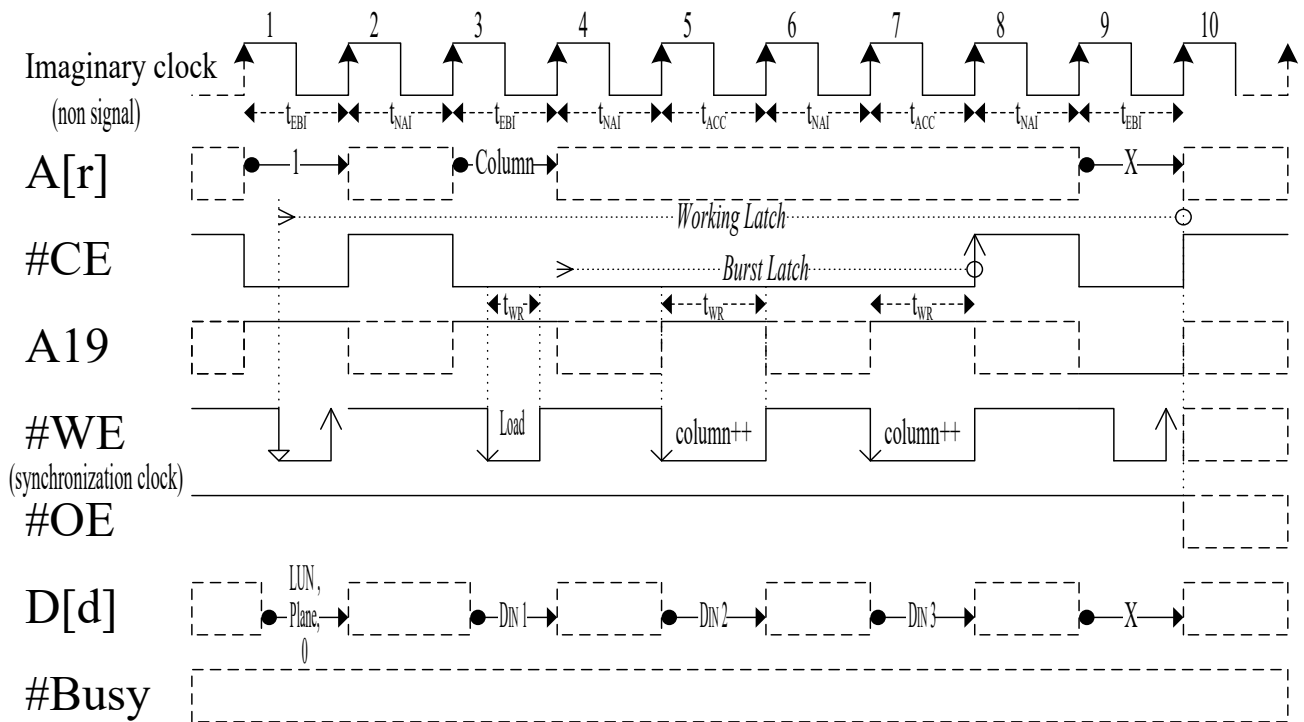 1 2 3 4 5 6 7 8 9 10
Imaginary clock
(non signal)
tEBI tNAI tEBI tNAI tACC tNAI tACC tNAI tEBI
A[r]
1 Column X
Working Latch
#CE
Burst Latch
tWR tWR tWR
A19
#WE
(synchronization clock)
Load column++ column++
#OE
D[d]
LUN ,
Plane,
0
DIN 1 DIN 2 DIN 3 X
#Busy